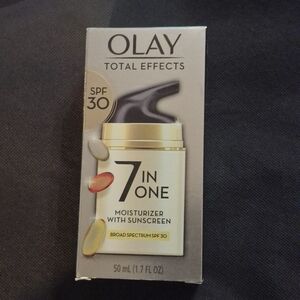 OLAY
TOTAL EFFECTS
SPF
30
7 IN
ONE
MOISTURIZER
WITH SUNSCREEN
BROAD SPECTRUM SPF 30
50 mL (1.7 FL OZ)